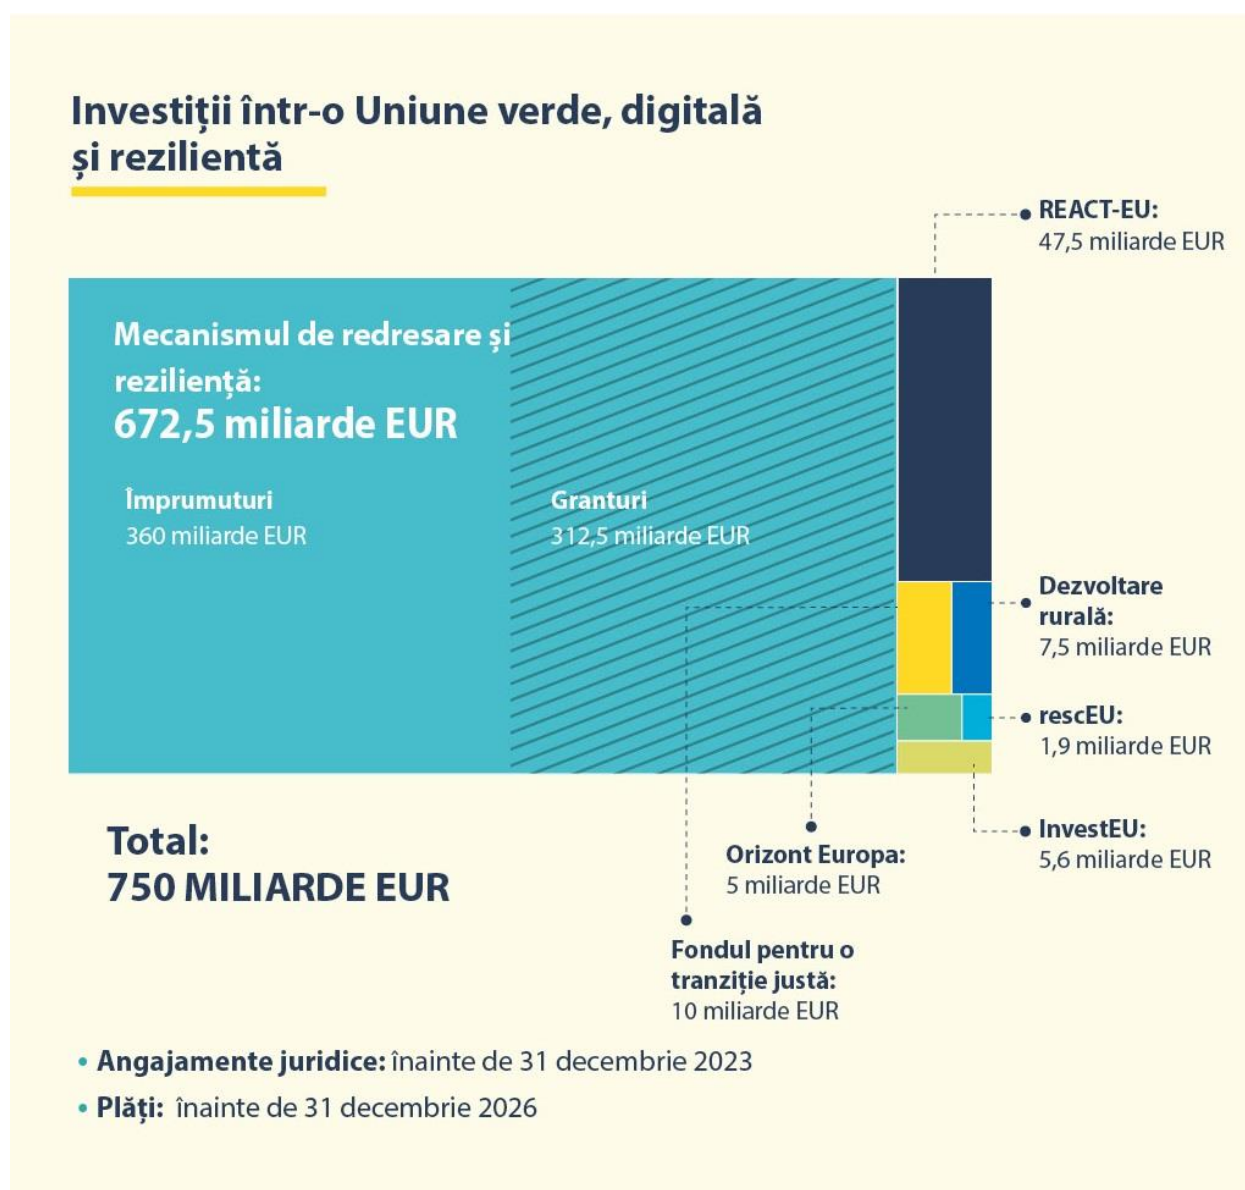 Investiții într-o Uniune verde, digitală
și rezilientă
REACT-EU:
47,5 miliarde EUR
Mecanismul de redresare și
reziliență:
672,5 miliarde EUR
Împrumuturi
360 miliarde EUR
Granturi
312,5 miliarde EUR
Dezvoltare
rurală:
7,5 miliarde EUR
rescEU:
1,9 miliarde EUR
InvestEU:
5,6 miliarde EUR
Orizont Europa:
5 miliarde EUR
Fondul pentru o
tranziție justă:
10 miliarde EUR
Total:
750 MILIARDE EUR
• Angajamente juridice: înainte de 31 decembrie 2023
• Plăți: înainte de 31 decembrie 2026